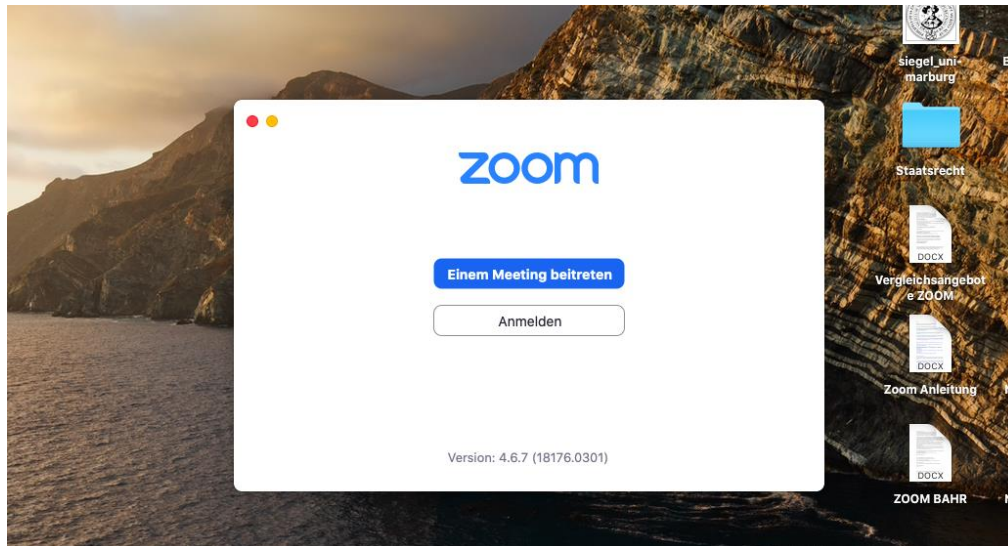 zoom
Einem Meeting beitreten
Anmelden
Version: 4.6.7 (18176.0301)
siegel_uni-
marburg
Staatsrecht
DOCX
Vergleichsangebot
e ZOOM
DOCX
Zoom Anleitung
DOCX
ZOOM BAHR